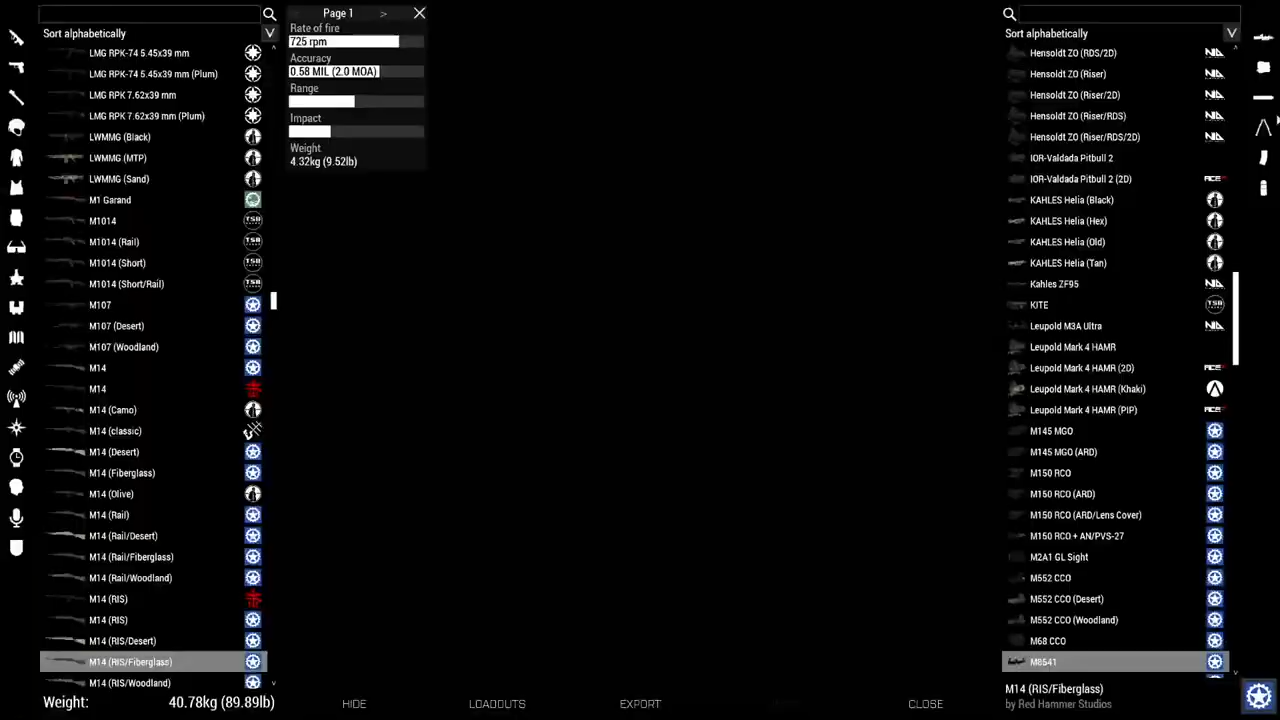 Sort alphabetically
LMG RPK-74 5.45x39 mm
LMG RPK-74 5.45x39 mm (Plum)
LMG RPK 7.62x39 mm
LMG RPK 7.62x39 mm (Plum)
LWMMG (Black)
LWMMG (MTP)
LWMMG (Sand)
M1 Garand
M1014
M1014 (Rail)
M1014 (Short)
M1014 (Short/Rail)
M107
M107 (Desert)
M107 (Woodland)
M14
M14
M14 (Camo)
M14 (classic)
M14 (Desert)
M14 (Fiberglass)
M14 (Olive)
M14 (Rail)
M14 (Rail/Desert)
M14 (Rail/Fiberglass)
M14 (Rail/Woodland)
M14 (RIS)
M14 (RIS)
M14 (RIS/Desert)
M14 (RIS/Fiberglass)
M14 (RIS/Woodland)
Weight: 40.78kg (89.89lb)
Page 1 >
Rate of fire
725 rpm
Accuracy
0.58 MIL (2.0 MOA)
Range
Impact
Weight
4.32kg (9.52lb)
HIDE LOADOUTS EXPORT CLOSE
Sort alphabetically
Hensoldt ZO (RDS/2D)
Hensoldt ZO (Riser)
Hensoldt ZO (Riser/2D)
Hensoldt ZO (Riser/RDS)
Hensoldt ZO (Riser/RDS/2D)
IOR-Valdada Pitbull 2
IOR-Valdada Pitbull 2 (2D)
KAHLES Helia (Black)
KAHLES Helia (Hex)
KAHLES Helia (Old)
KAHLES Helia (Tan)
Kahles ZF95
KITE
Leupold M3A Ultra
Leupold Mark 4 HAMR
Leupold Mark 4 HAMR (2D)
Leupold Mark 4 HAMR (Khaki)
Leupold Mark 4 HAMR (PIP)
M145 MGO
M145 MGO (ARD)
M150 RCO
M150 RCO (ARD)
M150 RCO (ARD/Lens Cover)
M150 RCO + AN/PVS-27
M2A1 GL Sight
M552 CCO
M552 CCO (Desert)
M552 CCO (Woodland)
M68 CCO
M8541
M14 (RIS/Fiberglass)
by Red Hammer Studios